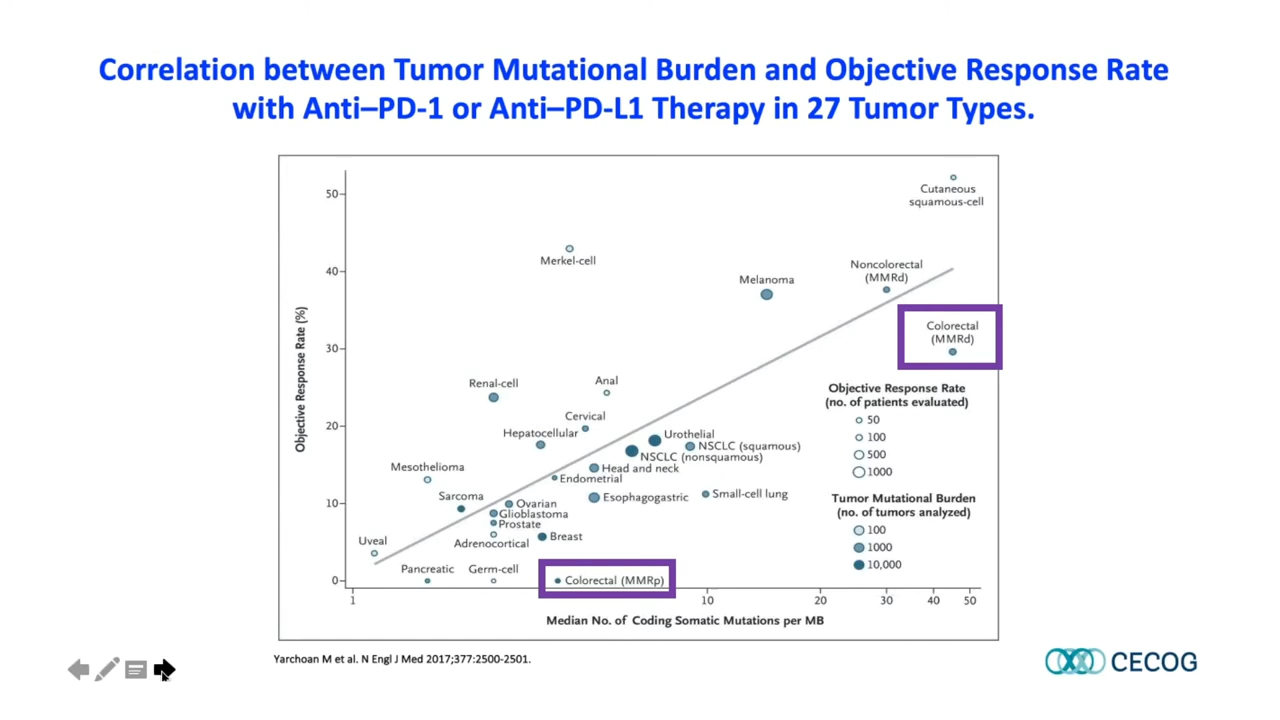 Correlation between Tumor Mutational Burden and Objective Response Rate
with Anti–PD-1 or Anti–PD-L1 Therapy in 27 Tumor Types.
Objective Response Rate (%)
50
40
30
20
10
0
Cutaneous
squamous-cell
Merkel-cell
Noncolorectal
(MMRd)
Melanoma
Colorectal
(MMRd)
Renal-cell
Anal
Cervical
Hepatocellular
Urothelial
NSCLC (squamous)
NSCLC (nonsquamous)
Mesothelioma
Head and neck
Endometrial
Sarcoma
Esophagogastric
Small-cell lung
Ovarian
Glioblastoma
Prostate
Adrenocortical
Breast
Uveal
Pancreatic
Germ-cell
Colorectal (MMRp)
Objective Response Rate
(no. of patients evaluated)
50
100
500
1000
Tumor Mutational Burden
(no. of tumors analyzed)
100
1000
10,000
1
10
20
30
40
50
Median No. of Coding Somatic Mutations per MB
Yarchoan M et al. N Engl J Med 2017;377:2500-2501.
CECOG